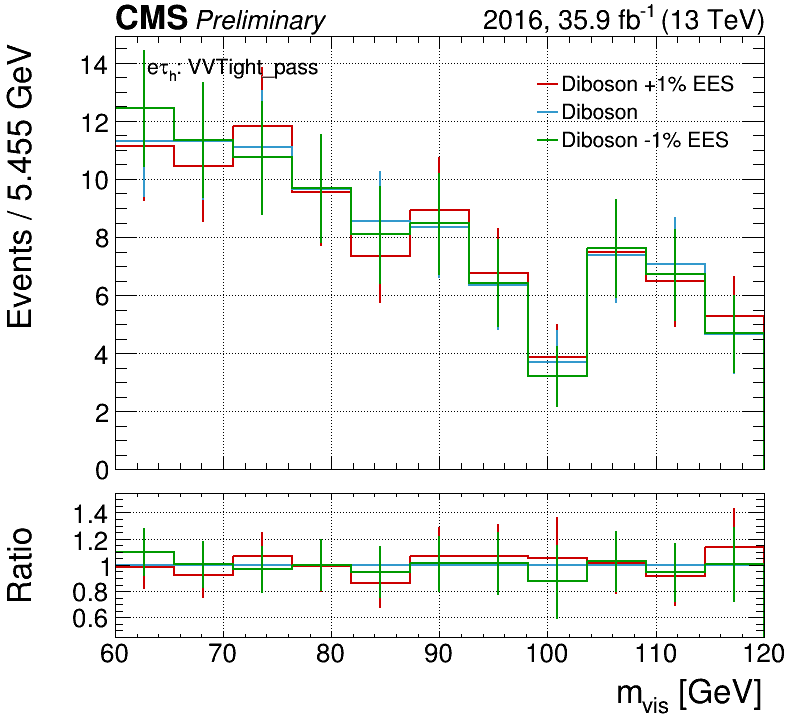 CMS Preliminary 2016, 35.9 fb⁻¹ (13 TeV)
Events / 5.455 GeV
eτₕ: VVTight_pass
Diboson +1% EES
Diboson
Diboson -1% EES
14
12
10
8
6
4
2
0
Ratio
1.4
1.2
1
0.8
0.6
60 70 80 90 100 110 120
m_vis [GeV]